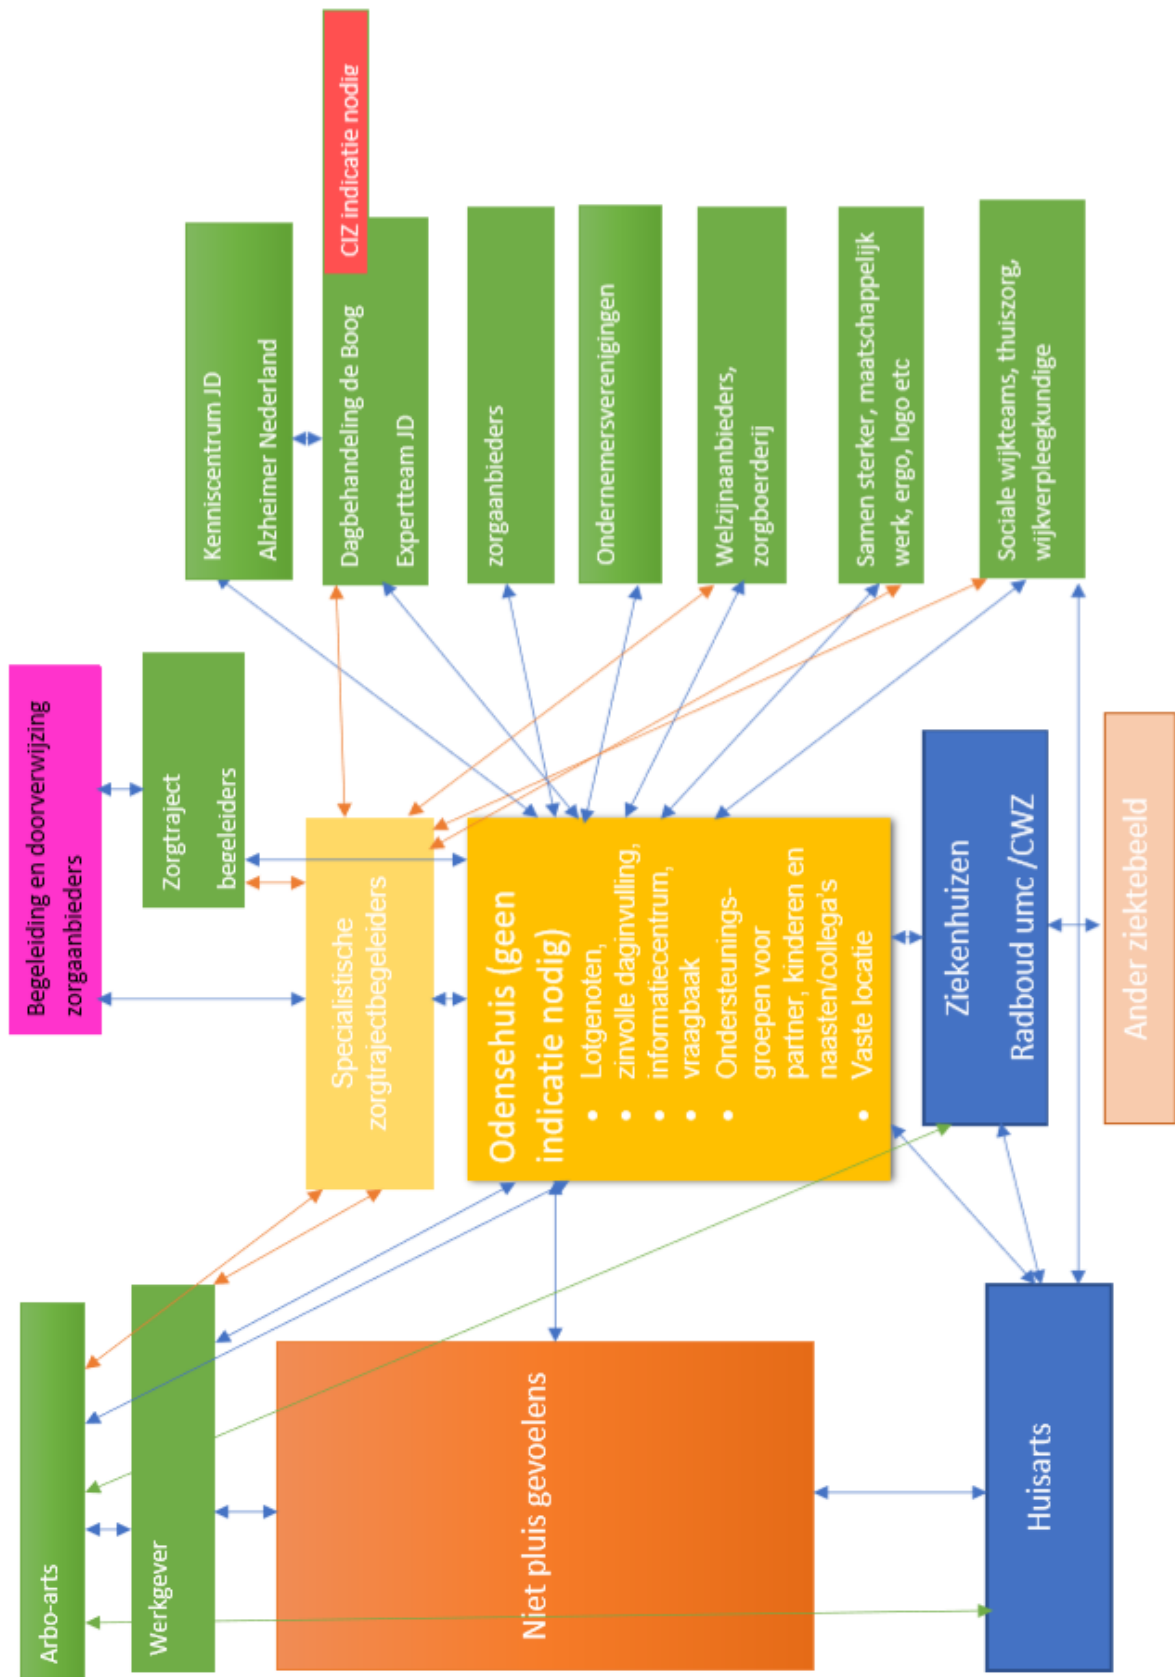 Arbo-arts
Werkgever
Niet pluis gevoelens
Huisarts
Begeleiding en doorverwijzing
zorgaanbieders
Zorgtraject
begeleiders
Specialistische
zorgtrajectbegeleiders
Odensehuis (geen
indicatie nodig)
• Lotgenoten,
• zinvolle daginvulling,
• informatiecentrum,
• vraagbaak
• Ondersteunings-
groepen voor
partner, kinderen en
naasten/collega's
• Vaste locatie
Ziekenhuizen
Radboud umc /CWZ
Ander ziektebeeld
Kenniscentrum JD
Alzheimer Nederland
CIZ indicatie nodig
Dagbehandeling de Boog
Expertteam JD
zorgaanbieders
Ondernemersverenigingen
Welzijnaanbieders,
zorgboerderij
Samen sterker, maatschappelijk
werk, ergo, logo etc
Sociale wijkteams, thuiszorg,
wijkverpleegkundige